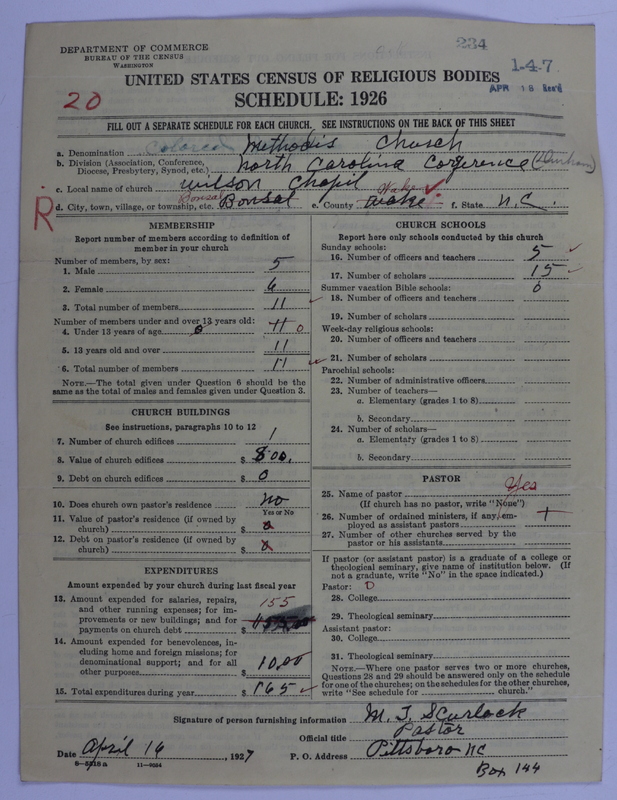 DEPARTMENT OF COMMERCE
BUREAU OF THE CENSUS
WASHINGTON
234
1-4-7
APR 18 Rec'd
20
UNITED STATES CENSUS OF RELIGIOUS BODIES
SCHEDULE: 1926
FILL OUT A SEPARATE SCHEDULE FOR EACH CHURCH. SEE INSTRUCTIONS ON THE BACK OF THIS SHEET
a. Denomination Colored Methodis Church
b. Division (Association, Conference, Diocese, Presbytery, Synod, etc.) North Carolina Conference (Durham)
c. Local name of church Wilson Chapil
R
d. City, town, village, or township, etc. Bonsal Bonsal e. County Wake Wake f. State N.C.
MEMBERSHIP
Report number of members according to definition of
member in your church
Number of members, by sex:
1. Male 5
2. Female 6
3. Total number of members 11
Number of members under and over 13 years old:
4. Under 13 years of age 0 11 0
5. 13 years old and over 11
6. Total number of members 11
NOTE.—The total given under Question 6 should be the
same as the total of males and females given under Question 3.
CHURCH BUILDINGS
See instructions, paragraphs 10 to 12
7. Number of church edifices 1
8. Value of church edifices $ 800.
9. Debt on church edifices $ 0
10. Does church own pastor's residence no
Yes or No
11. Value of pastor's residence (if owned by
church) $ 0
12. Debt on pastor's residence (if owned by
church) $
EXPENDITURES
Amount expended by your church during last fiscal year
13. Amount expended for salaries, repairs,
and other running expenses; for im-
provements or new buildings; and for
payments on church debt $ 155
14. Amount expended for benevolences, in-
cluding home and foreign missions; for
denominational support; and for all
other purposes $ 10.00
15. Total expenditures during year $ 165
CHURCH SCHOOLS
Report here only schools conducted by this church
Sunday schools:
16. Number of officers and teachers 5
17. Number of scholars 15
Summer vacation Bible schools: 0
18. Number of officers and teachers
19. Number of scholars
Week-day religious schools:
20. Number of officers and teachers
21. Number of scholars
Parochial schools:
22. Number of administrative officers
23. Number of teachers—
a. Elementary (grades 1 to 8)
b. Secondary
24. Number of scholars—
a. Elementary (grades 1 to 8)
b. Secondary
PASTOR
25. Name of pastor Yes
(If church has no pastor, write "None")
26. Number of ordained ministers, if any, em-
ployed as assistant pastors
27. Number of other churches served by the
pastor or his assistants
If pastor (or assistant pastor) is a graduate of a college or
theological seminary, give name of institution below. (If
not a graduate, write "No" in the space indicated.)
Pastor: 0
28. College
29. Theological seminary
Assistant pastor:
30. College
31. Theological seminary
NOTE.—Where one pastor serves two or more churches,
Questions 28 and 29 should be answered only on the schedule
for one of the churches; on the schedules for the other churches,
write "See schedule for church."
Signature of person furnishing information M. T. Scurlock
Official title Pastor
Date April 16, 1927 P. O. Address Pittsboro NC
8-5318a 11-9554
Box 144